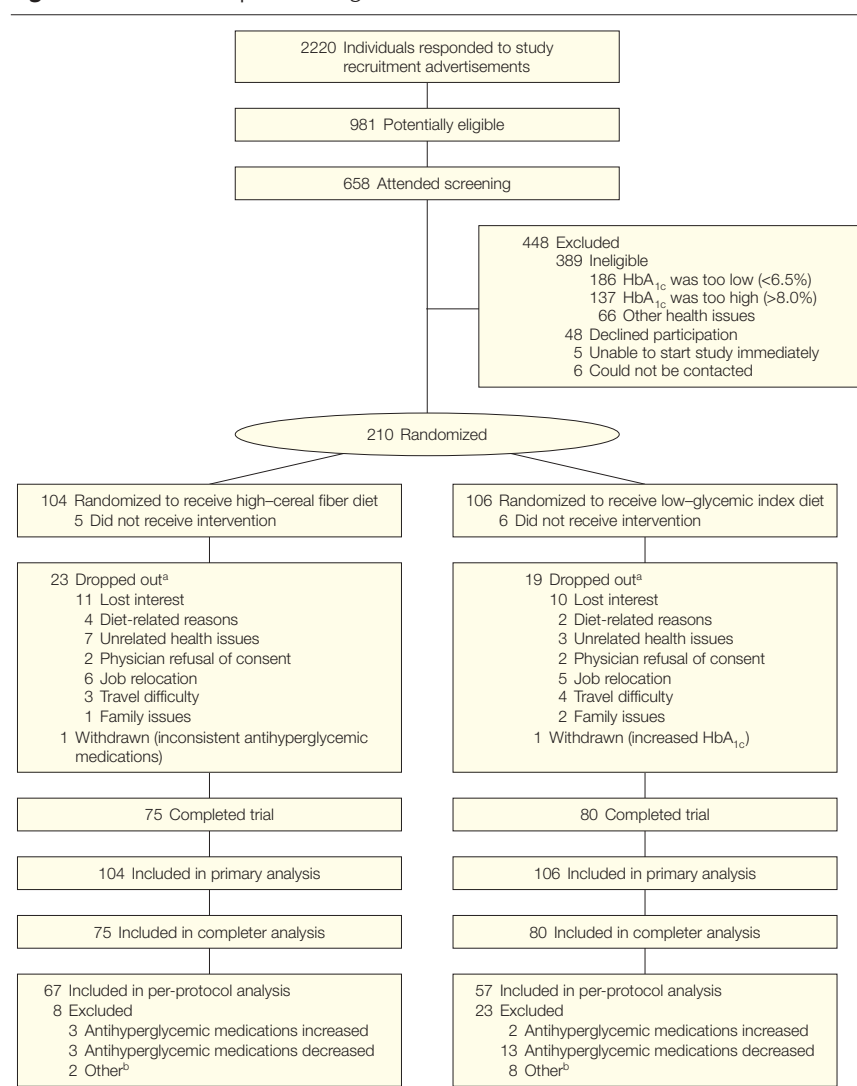 2220 Individuals responded to study
recruitment advertisements
981 Potentially eligible
658 Attended screening
448 Excluded
389 Ineligible
186 HbA1c was too low (<6.5%)
137 HbA1c was too high (>8.0%)
66 Other health issues
48 Declined participation
5 Unable to start study immediately
6 Could not be contacted
210 Randomized
104 Randomized to receive high–cereal fiber diet
5 Did not receive intervention
106 Randomized to receive low–glycemic index diet
6 Did not receive intervention
23 Dropped outa
11 Lost interest
4 Diet-related reasons
7 Unrelated health issues
2 Physician refusal of consent
6 Job relocation
3 Travel difficulty
1 Family issues
1 Withdrawn (inconsistent antihyperglycemic
medications)
19 Dropped outa
10 Lost interest
2 Diet-related reasons
3 Unrelated health issues
2 Physician refusal of consent
5 Job relocation
4 Travel difficulty
2 Family issues
1 Withdrawn (increased HbA1c)
75 Completed trial
80 Completed trial
104 Included in primary analysis
106 Included in primary analysis
75 Included in completer analysis
80 Included in completer analysis
67 Included in per-protocol analysis
8 Excluded
3 Antihyperglycemic medications increased
3 Antihyperglycemic medications decreased
2 Otherb
57 Included in per-protocol analysis
23 Excluded
2 Antihyperglycemic medications increased
13 Antihyperglycemic medications decreased
8 Otherb